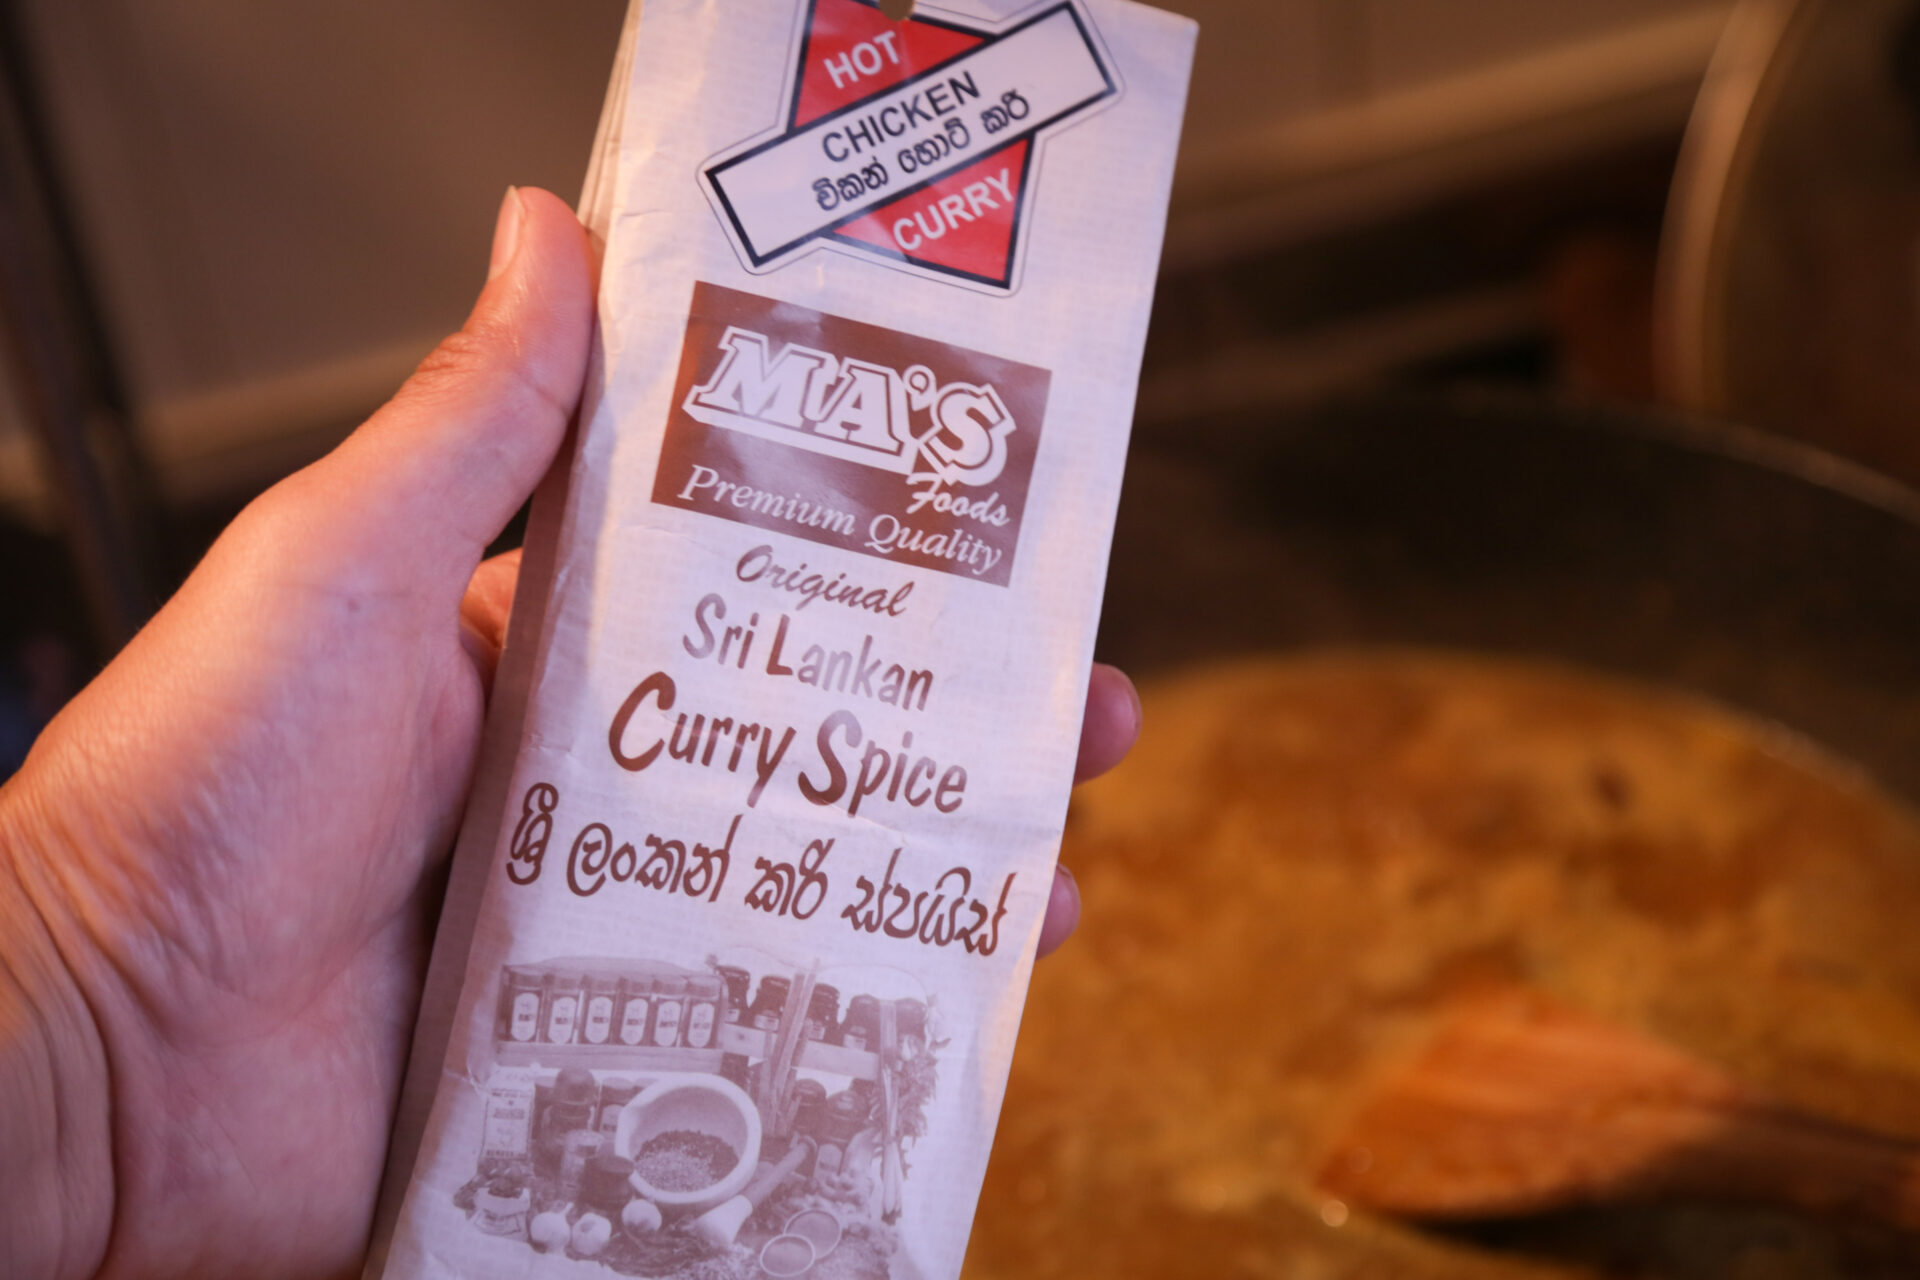 HOT
CHICKEN
චිකන් හොට් කරි
CURRY
MA'S
Foods
Premium Quality
Original
Sri Lankan
Curry Spice
ශ්‍රී ලංකන් කරි ස්පයිස්